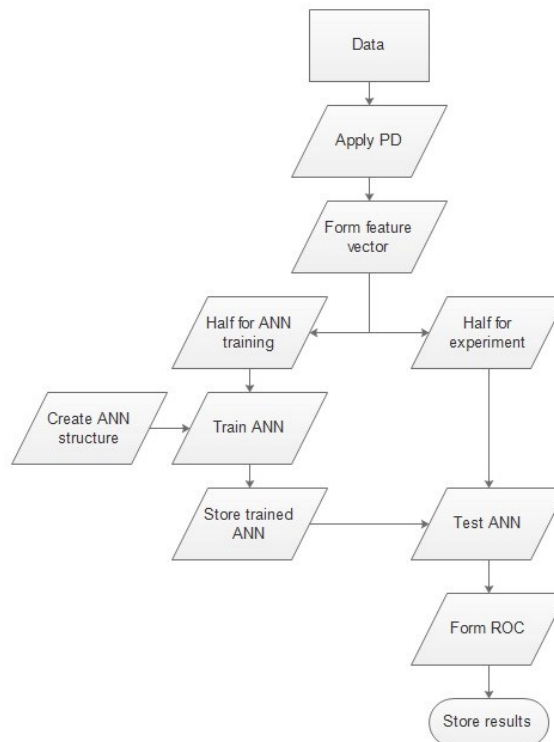 Data
Apply PD
Form feature
vector
Half for ANN
training
Half for
experiment
Create ANN
structure
Train ANN
Store trained
ANN
Test ANN
Form ROC
Store results